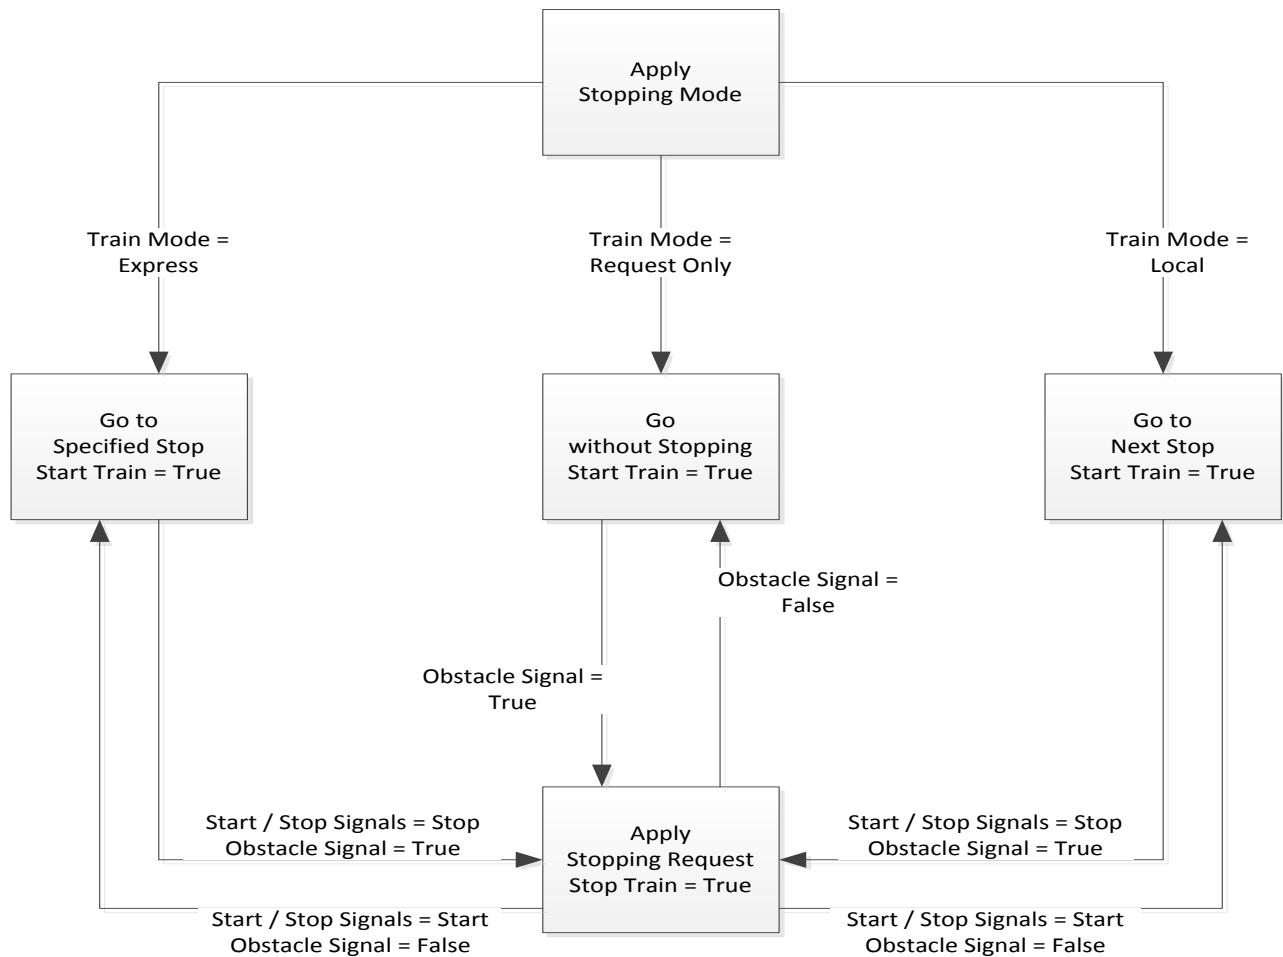 Apply
Stopping Mode
Train Mode =
Express
Train Mode =
Request Only
Train Mode =
Local
Go to
Specified Stop
Start Train = True
Go
without Stopping
Start Train = True
Go to
Next Stop
Start Train = True
Obstacle Signal =
False
Obstacle Signal =
True
Start / Stop Signals = Stop
Obstacle Signal = True
Apply
Stopping Request
Stop Train = True
Start / Stop Signals = Stop
Obstacle Signal = True
Start / Stop Signals = Start
Obstacle Signal = False
Start / Stop Signals = Start
Obstacle Signal = False